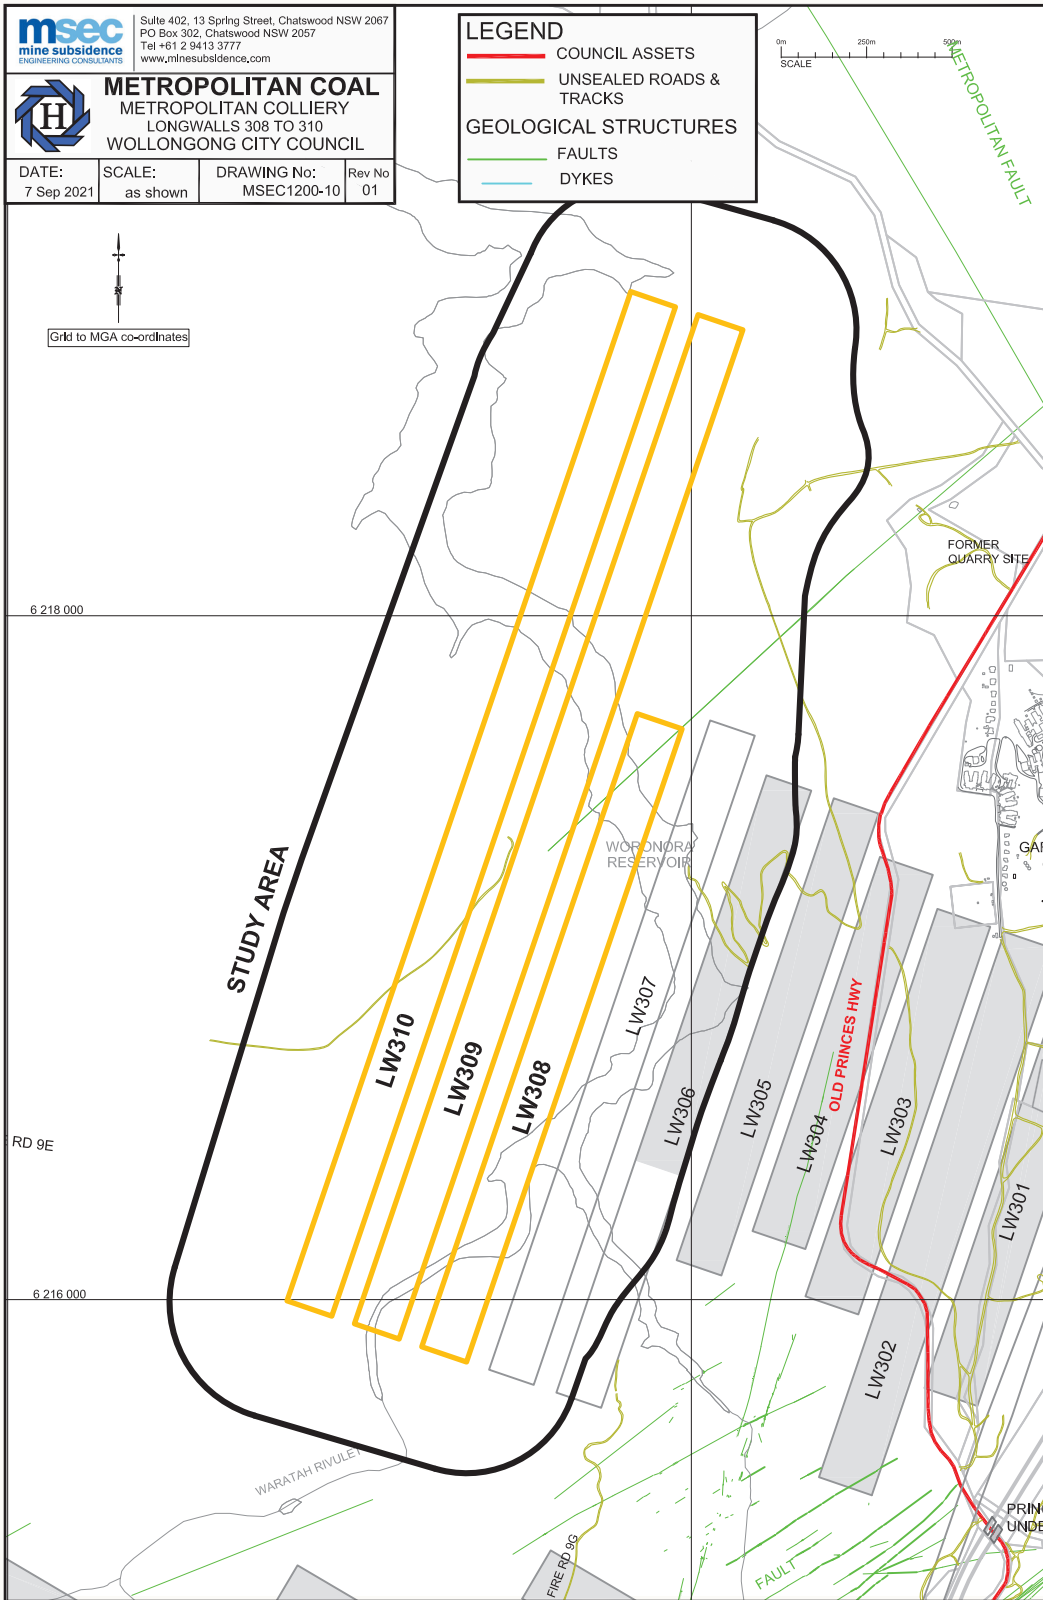 msec
mine subsidence
ENGINEERING CONSULTANTS
Suite 402, 13 Spring Street, Chatswood NSW 2067
PO Box 302, Chatswood NSW 2057
Tel +61 2 9413 3777
www.minesubsidence.com
H
METROPOLITAN COAL
METROPOLITAN COLLIERY
LONGWALLS 308 TO 310
WOLLONGONG CITY COUNCIL
DATE:
7 Sep 2021
SCALE:
as shown
DRAWING No:
MSEC1200-10
Rev No
01
LEGEND
COUNCIL ASSETS
UNSEALED ROADS &
TRACKS
GEOLOGICAL STRUCTURES
FAULTS
DYKES
0m 250m 500m
SCALE
METROPOLITAN FAULT
N
Grid to MGA co-ordinates
FORMER
QUARRY SITE
6 218 000
WORONORA
RESERVOIR
GAR
STUDY AREA
LW310
LW309
LW308
LW307
LW306
LW305
LW304
OLD PRINCES HWY
LW303
LW301
LW302
RD 9E
6 216 000
WARATAH RIVULET
FIRE RD 9G
FAULT
PRINC
UNDE